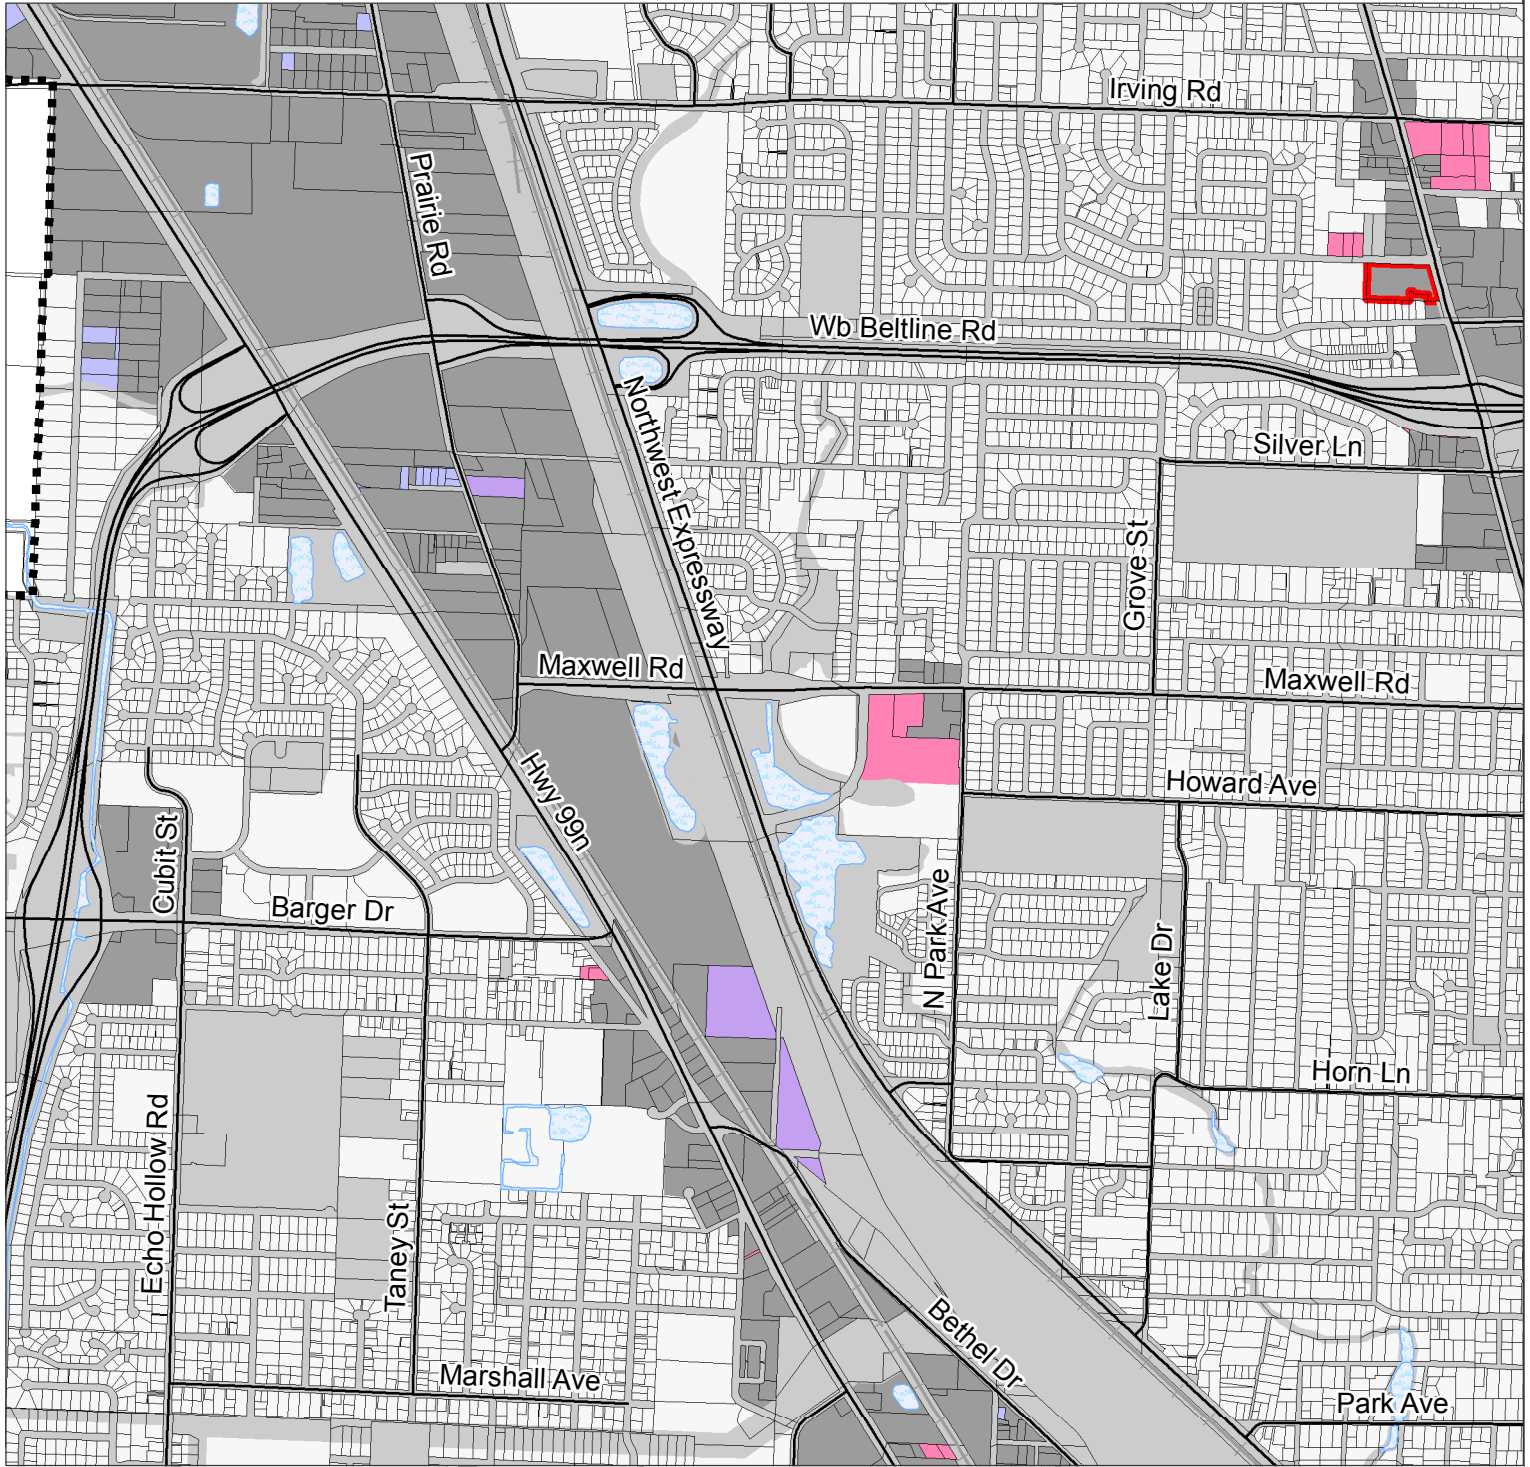 Irving Rd
Prairie Rd
Wb Beltline Rd
Northwest Expressway
Silver Ln
Grove St
Maxwell Rd
Maxwell Rd
Hwy 99n
Howard Ave
Cubit St
Barger Dr
N Park Ave
Lake Dr
Horn Ln
Echo Hollow Rd
Taney St
Bethel Dr
Marshall Ave
Park Ave